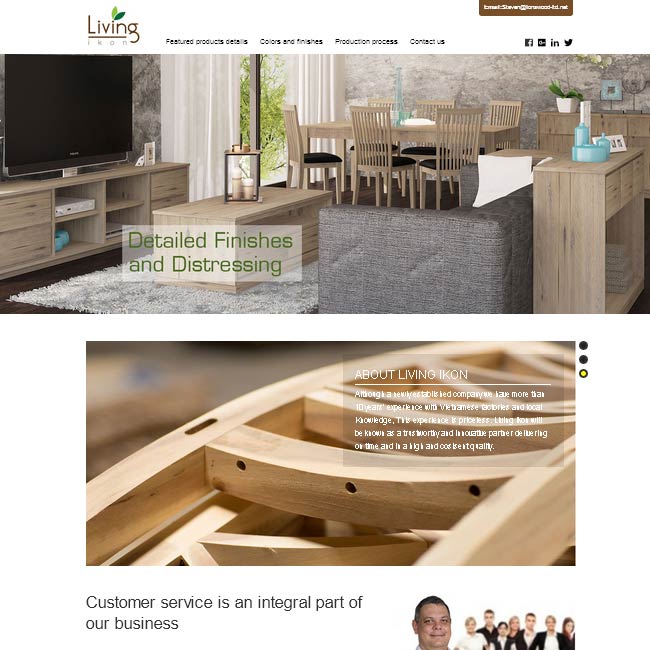 Email:Steven@lionswood-ltd.net
Living
ikon
Featured products details
Colors and finishes
Production process
Contact us
Detailed Finishes
and Distressing
ABOUT LIVING IKON
Although a newly established company we have more than
10 years' experience with Vietnamese factories and local
Knowledge, This experience is priceless. Living Ikon will
be known as a trustworthy and innovative partner delivering
on time and in a high and cosisent quality.
Customer service is an integral part of
our business